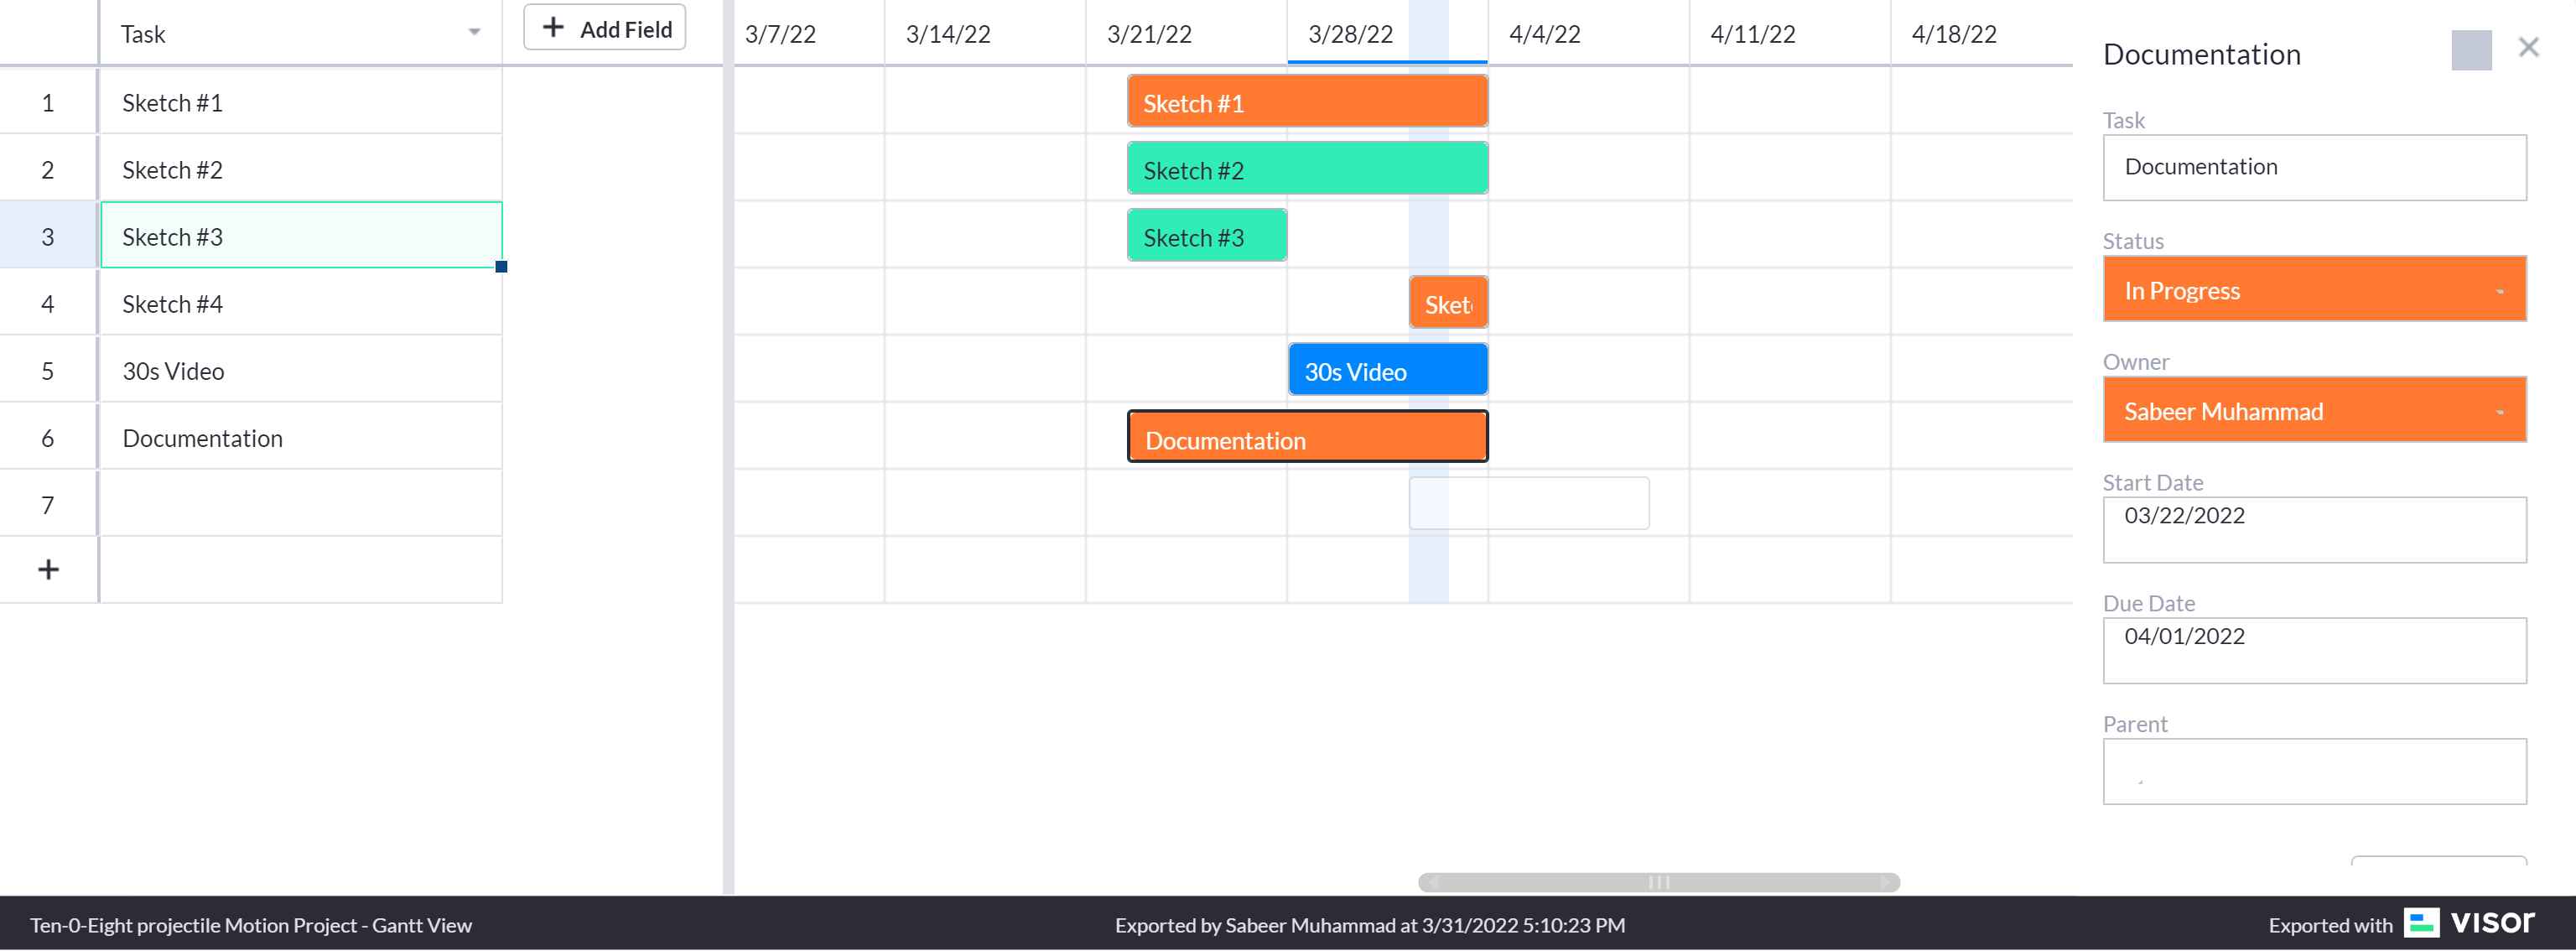 Task
Add Field
3/7/22 3/14/22 3/21/22 3/28/22 4/4/22 4/11/22 4/18/22
1 Sketch #1 Sketch #1
2 Sketch #2 Sketch #2
3 Sketch #3 Sketch #3
4 Sketch #4 Sket
5 30s Video 30s Video
6 Documentation Documentation
7
Documentation
Task
Documentation
Status
In Progress
Owner
Sabeer Muhammad
Start Date
03/22/2022
Due Date
04/01/2022
Parent
Ten-0-Eight projectile Motion Project - Gantt View
Exported by Sabeer Muhammad at 3/31/2022 5:10:23 PM
Exported with VISOr